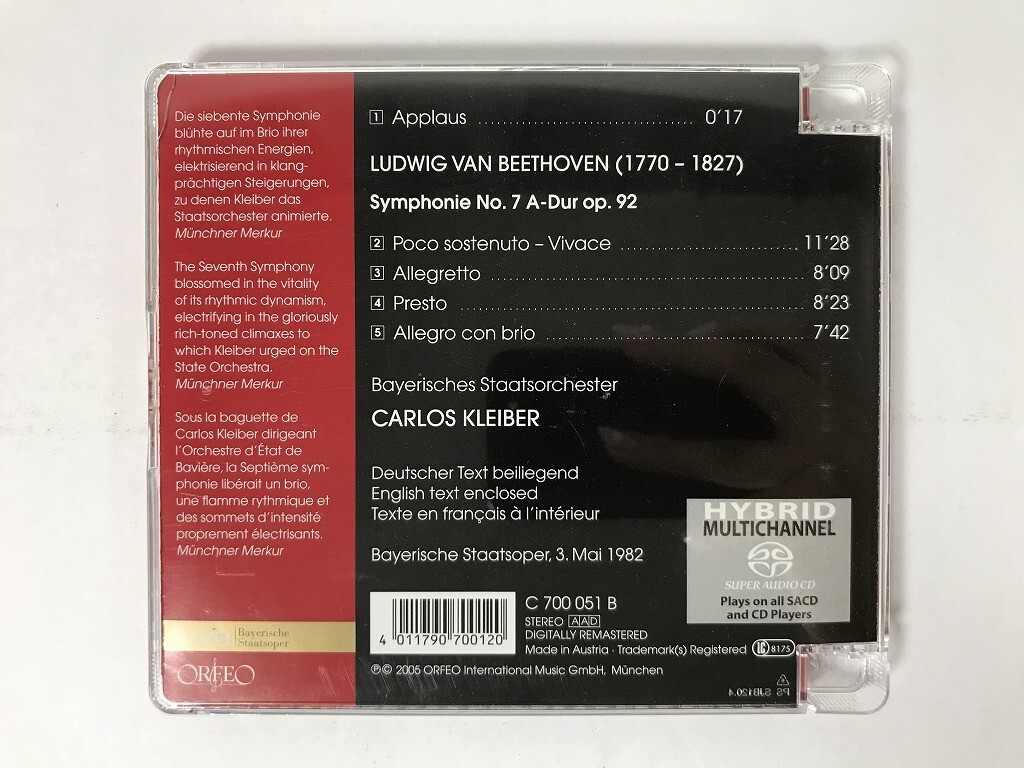 Die siebente Symphonie
blühte auf im Brio ihrer
rhythmischen Energien,
elektrisierend in klang-
prächtigen Steigerungen,
zu denen Kleiber das
Staatsorchester animierte.
Münchner Merkur
The Seventh Symphony
blossomed in the vitality
of its rhythmic dynamism,
electrifying in the gloriously
rich-toned climaxes to
which Kleiber urged on the
State Orchestra.
Münchner Merkur
Sous la baguette de
Carlos Kleiber dirigeant
l'Orchestre d'État de
Bavière, la Septième sym-
phonie libérait un brio,
une flamme rythmique et
des sommets d'intensité
proprement électrisants.
Münchner Merkur
Bayerische
Staatsoper
ORFEO
1 Applaus 0'17
LUDWIG VAN BEETHOVEN (1770 – 1827)
Symphonie No. 7 A-Dur op. 92
2 Poco sostenuto – Vivace 11'28
3 Allegretto 8'09
4 Presto 8'23
5 Allegro con brio 7'42
Bayerisches Staatsorchester
CARLOS KLEIBER
Deutscher Text beiliegend
English text enclosed
Texte en français à l'intérieur
Bayerische Staatsoper, 3. Mai 1982
HYBRID
MULTICHANNEL
SUPER AUDIO CD
Plays on all SACD
and CD Players
4 011790 700120
C 700 051 B
STEREO AAD
DIGITALLY REMASTERED
Made in Austria · Trademark(s) Registered LC 8175
℗© 2005 ORFEO International Music GmbH, München
PS SJB120.4